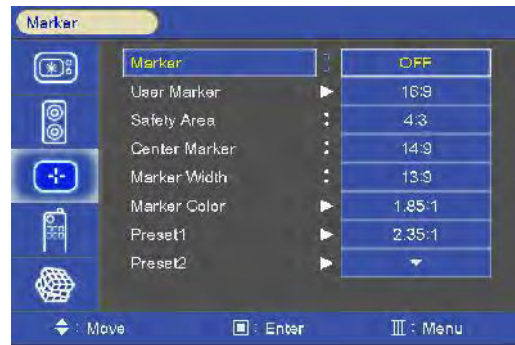 Marker
Marker : OFF
User Marker ▶ 16:9
Safety Area : 4:3
Center Marker : 14:9
Marker Width : 13:9
Marker Color ▶ 1.85:1
Preset1 ▶ 2.35:1
Preset2 ▶
: Move : Enter : Menu